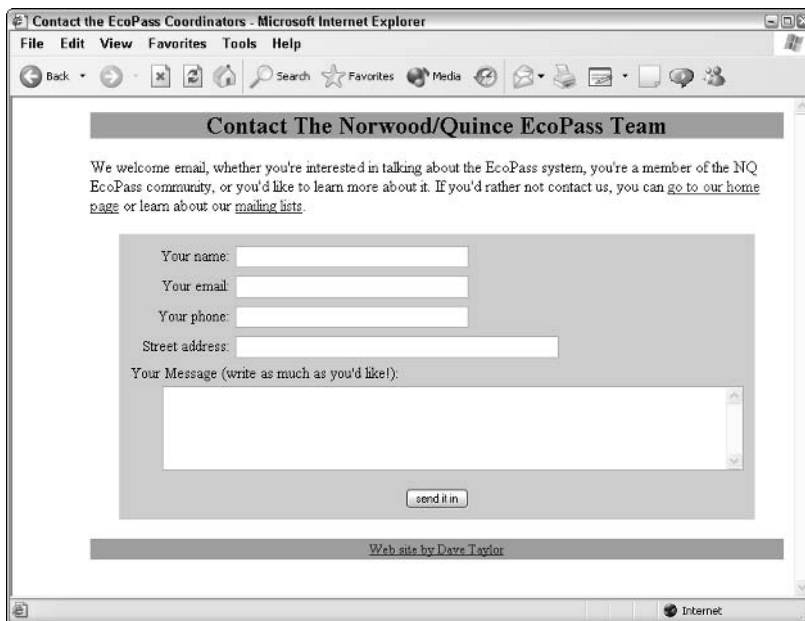 Contact the EcoPass Coordinators - Microsoft Internet Explorer
File Edit View Favorites Tools Help
Back Search Favorites Media
Contact The Norwood/Quince EcoPass Team
We welcome email, whether you're interested in talking about the EcoPass system, you're a member of the NQ
EcoPass community, or you'd like to learn more about it. If you'd rather not contact us, you can go to our home
page or learn about our mailing lists.
Your name:
Your email:
Your phone:
Street address:
Your Message (write as much as you'd like!):
send it in
Web site by Dave Taylor
Internet